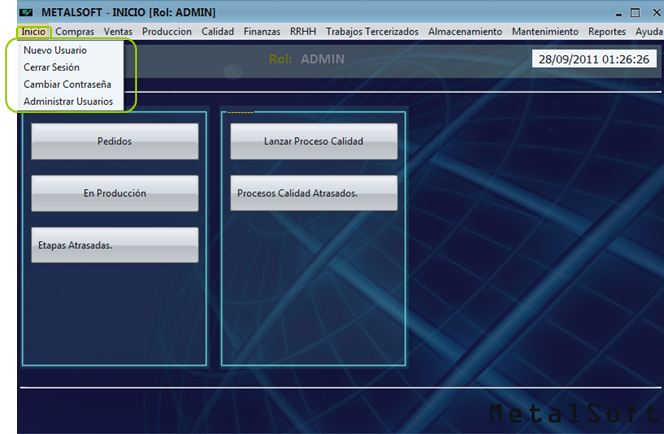 METALSOFT - INICIO [Rol: ADMIN]
Inicio Compras Ventas Produccion Calidad Finanzas RRHH Trabajos Tercerizados Almacenamiento Mantenimiento Reportes Ayuda
Nuevo Usuario
Cerrar Sesión
Cambiar Contraseña
Administrar Usuarios
Rol: ADMIN
28/09/2011 01:26:26
Pedidos
Lanzar Proceso Calidad
En Producción
Procesos Calidad Atrasados.
Etapas Atrasadas.
MetalSoft